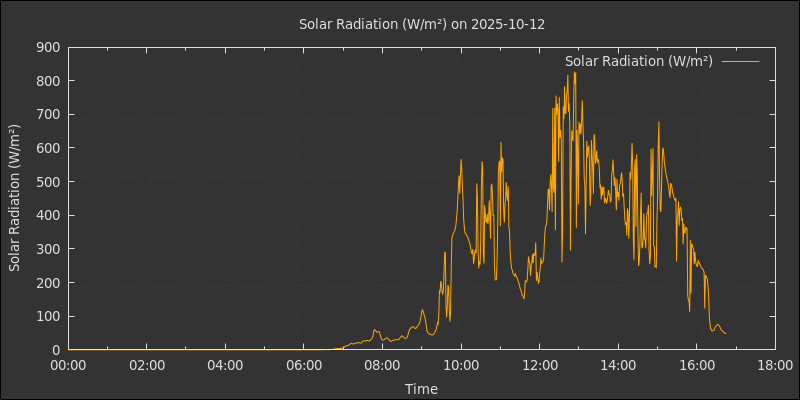 Solar Radiation (W/m²) on 2025-10-12
Solar Radiation (W/m²)
Solar Radiation (W/m²)
900
800
700
600
500
400
300
200
100
0
00:00 02:00 04:00 06:00 08:00 10:00 12:00 14:00 16:00 18:00
Time